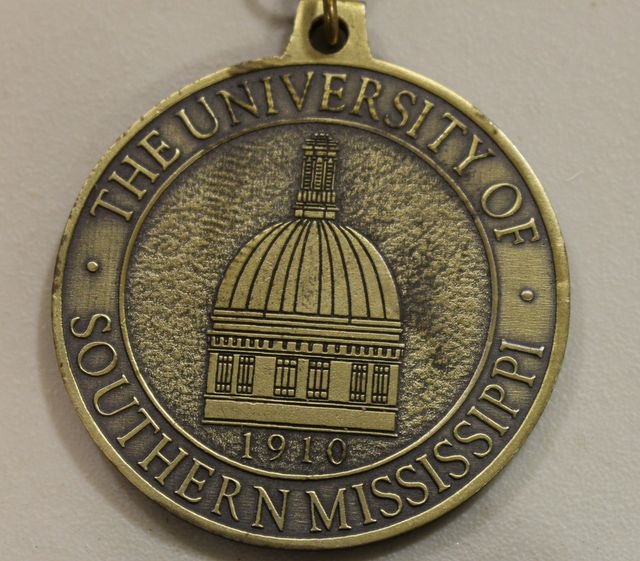 THE UNIVERSITY OF
SOUTHERN MISSISSIPPI
1910